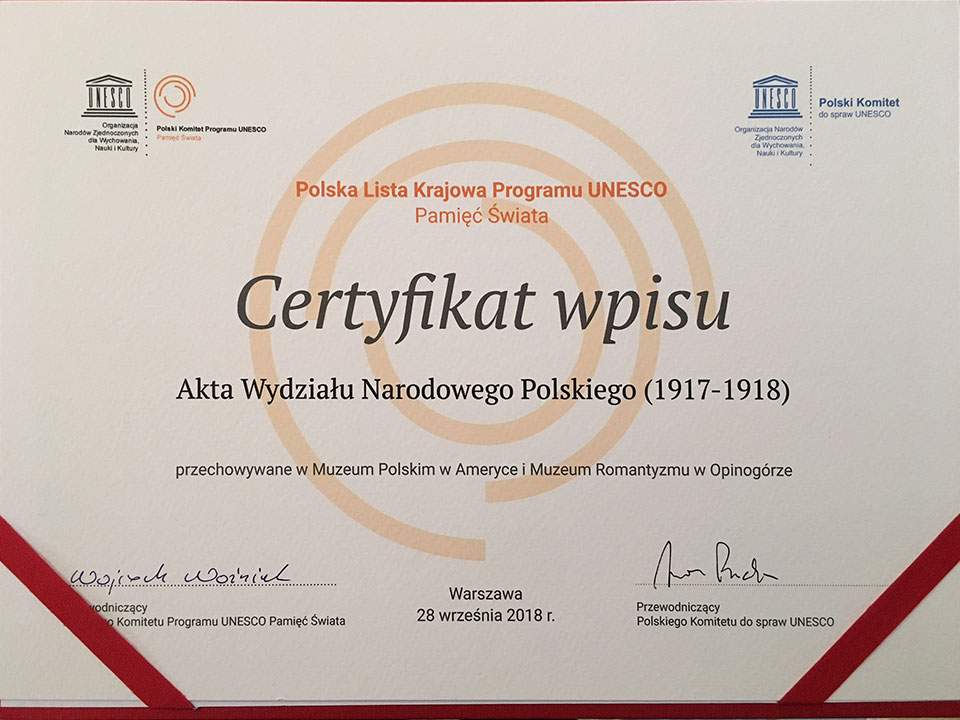 UNESCO
Organizacja
Narodów Zjednoczonych
dla Wychowania,
Nauki i Kultury
Polski Komitet Programu UNESCO
Pamięć Świata
UNESCO
Organizacja Narodów
Zjednoczonych
dla Wychowania,
Nauki i Kultury
Polski Komitet
do spraw UNESCO
Polska Lista Krajowa Programu UNESCO
Pamięć Świata
Certyfikat wpisu
Akta Wydziału Narodowego Polskiego (1917-1918)
przechowywane w Muzeum Polskim w Ameryce i Muzeum Romantyzmu w Opinogórze
Wojciech Woźniak
wodniczący
o Komitetu Programu UNESCO Pamięć Świata
Warszawa
28 września 2018 r.
Przewodniczący
Polskiego Komitetu do spraw UNESCO